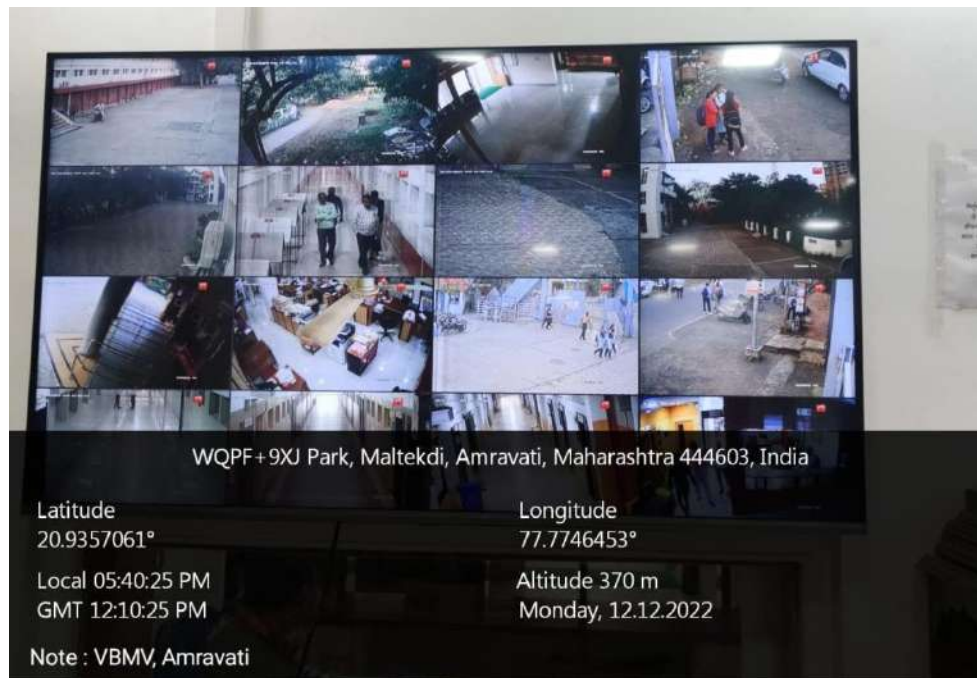 WQPF+9XJ Park, Maltekdi, Amravati, Maharashtra 444603, India
Latitude
20.9357061°
Longitude
77.7746453°
Local 05:40:25 PM
GMT 12:10:25 PM
Altitude 370 m
Monday, 12.12.2022
Note : VBMV, Amravati